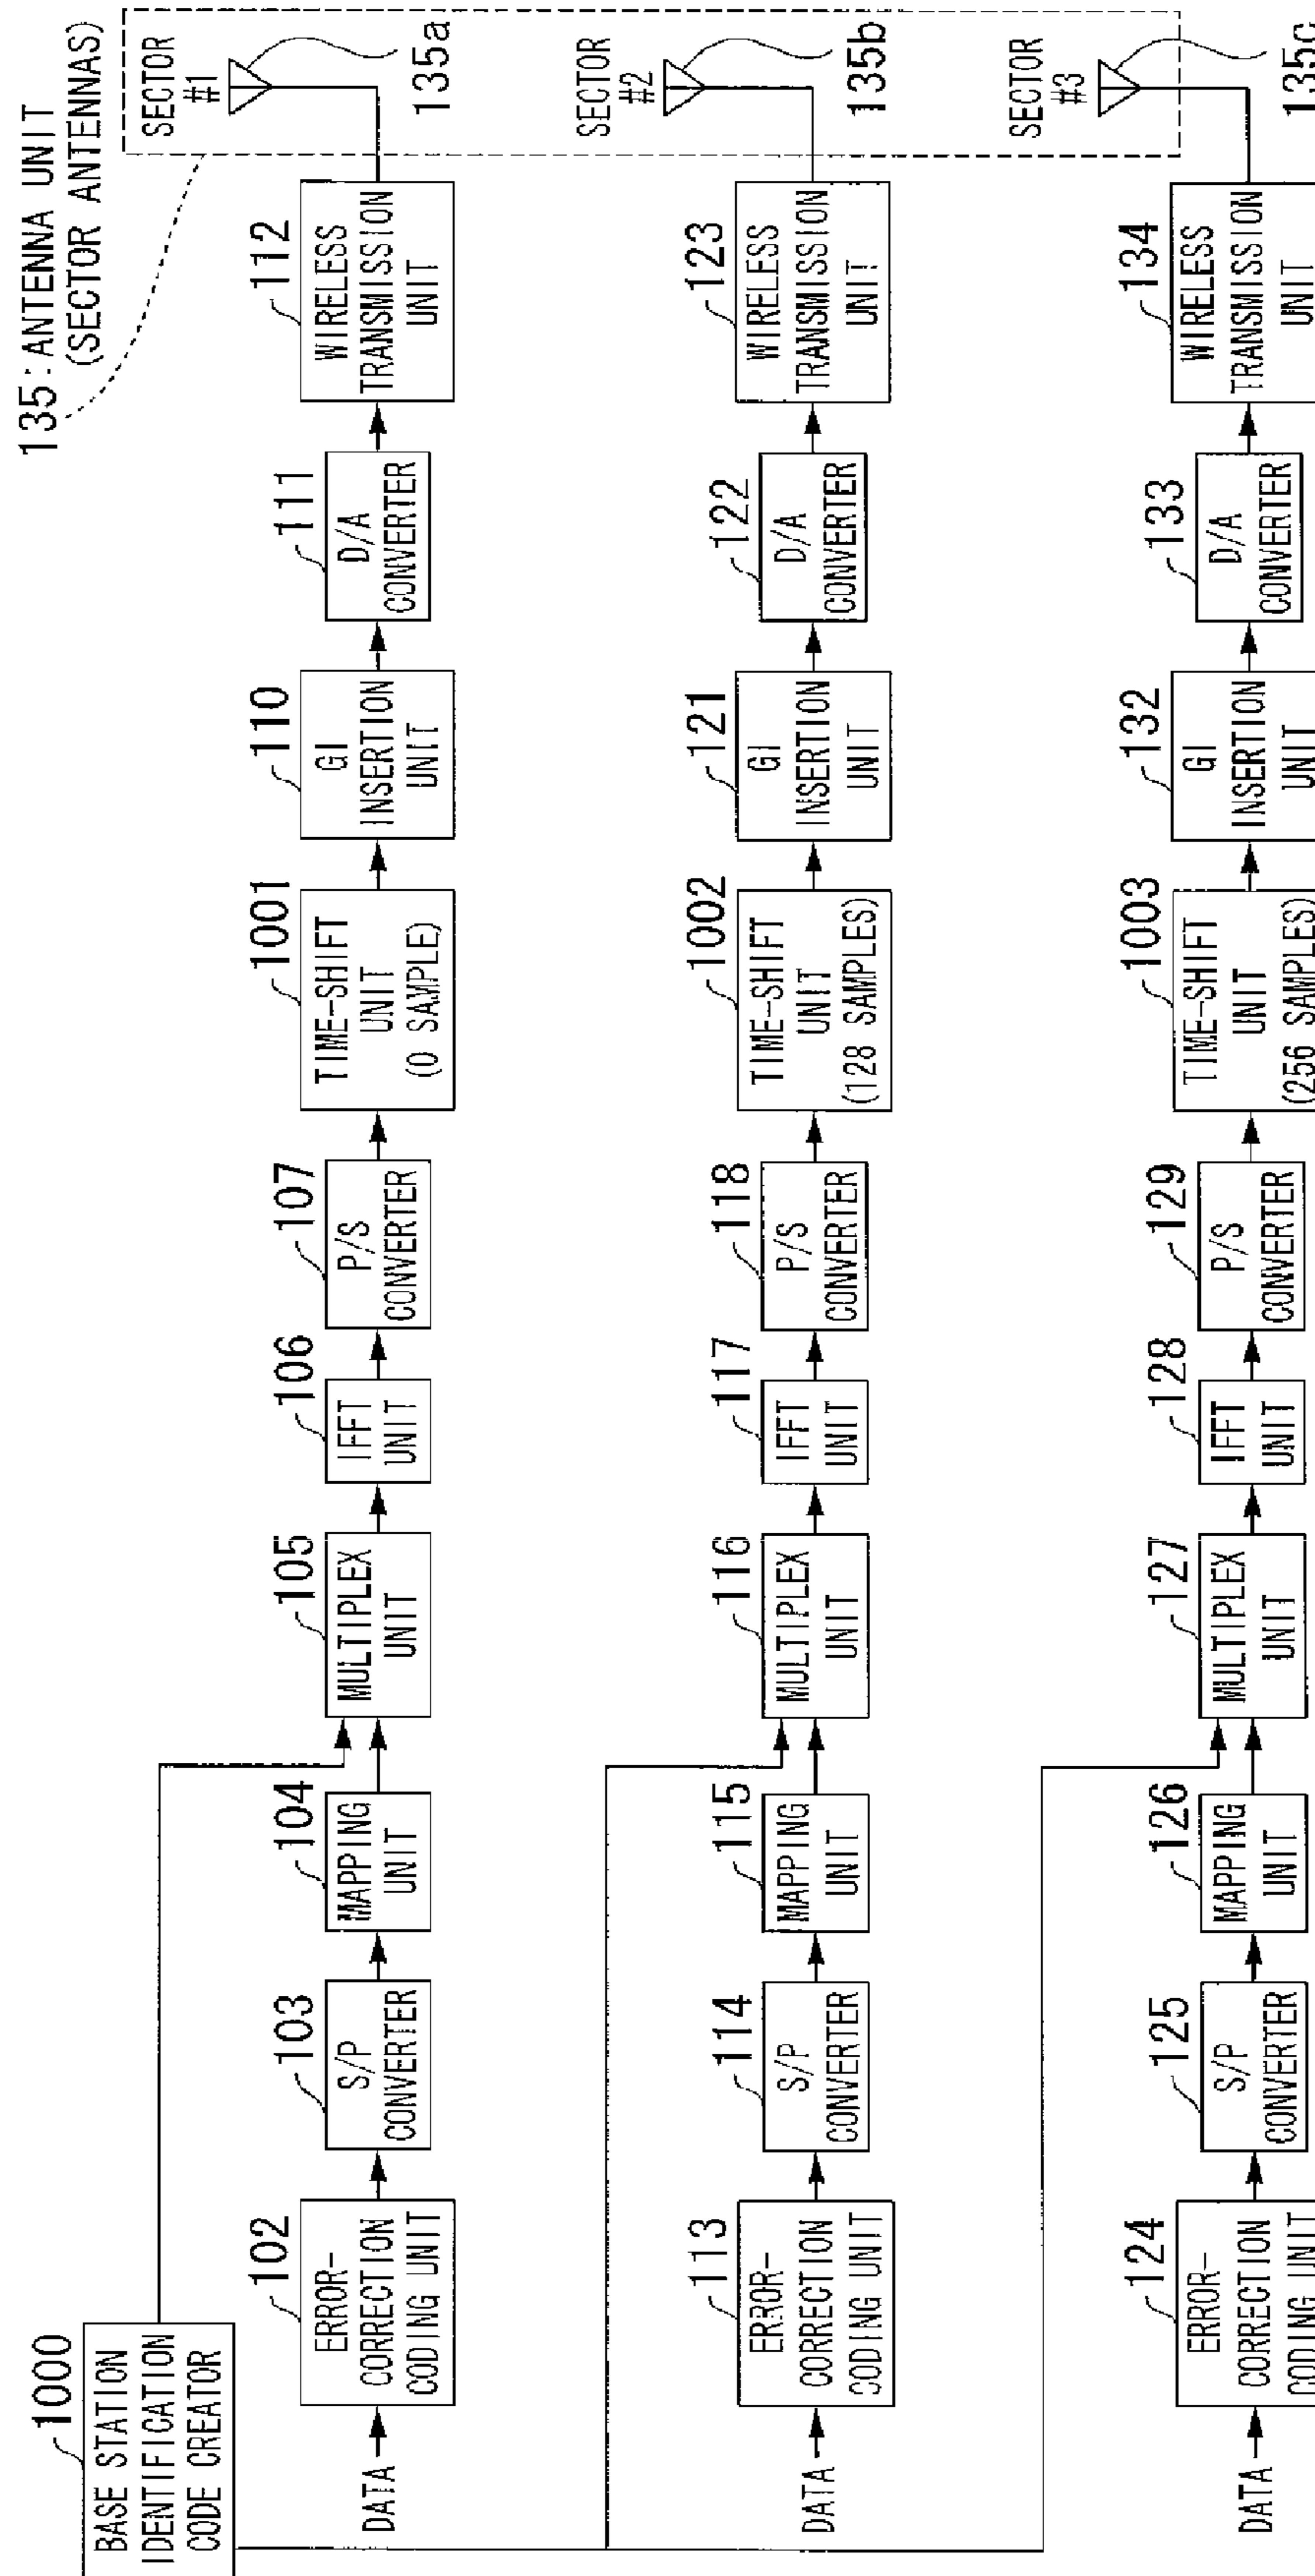 1000
BASE STATION
IDENTIFICATION
CODE CREATOR
135:ANTENNA UNIT
(SECTOR ANTENNAS)
DATA
102
ERROR-
CORRECTION
CODING UNIT
103
S/P
CONVERTER
104
MAPPING
UNIT
105
MULTIPLEX
UNIT
106
IFFT
UNIT
107
P/S
CONVERTER
1001
TIME-SHIFT
UNIT
(0 SAMPLE)
110
GI
INSERTION
UNIT
111
D/A
CONVERTER
112
WIRELESS
TRANSMISSION
UNIT
SECTOR
#1
135a
DATA
113
ERROR-
CORRECTION
CODING UNIT
114
S/P
CONVERTER
115
MAPPING
UNIT
116
MULTIPLEX
UNIT
117
IFFT
UNIT
118
P/S
CONVERTER
1002
TIME-SHIFT
UNIT
(128 SAMPLES)
121
GI
INSERTION
UNIT
122
D/A
CONVERTER
123
WIRELESS
TRANSMISSION
UNIT
SECTOR
#2
135b
DATA
124
ERROR-
CORRECTION
CODING UNIT
125
S/P
CONVERTER
126
MAPPING
UNIT
127
MULTIPLEX
UNIT
128
IFFT
UNIT
129
P/S
CONVERTER
1003
TIME-SHIFT
UNIT
(256 SAMPLES)
132
GI
INSERTION
UNIT
133
D/A
CONVERTER
134
WIRELESS
TRANSMISSION
UNIT
SECTOR
#3
135c